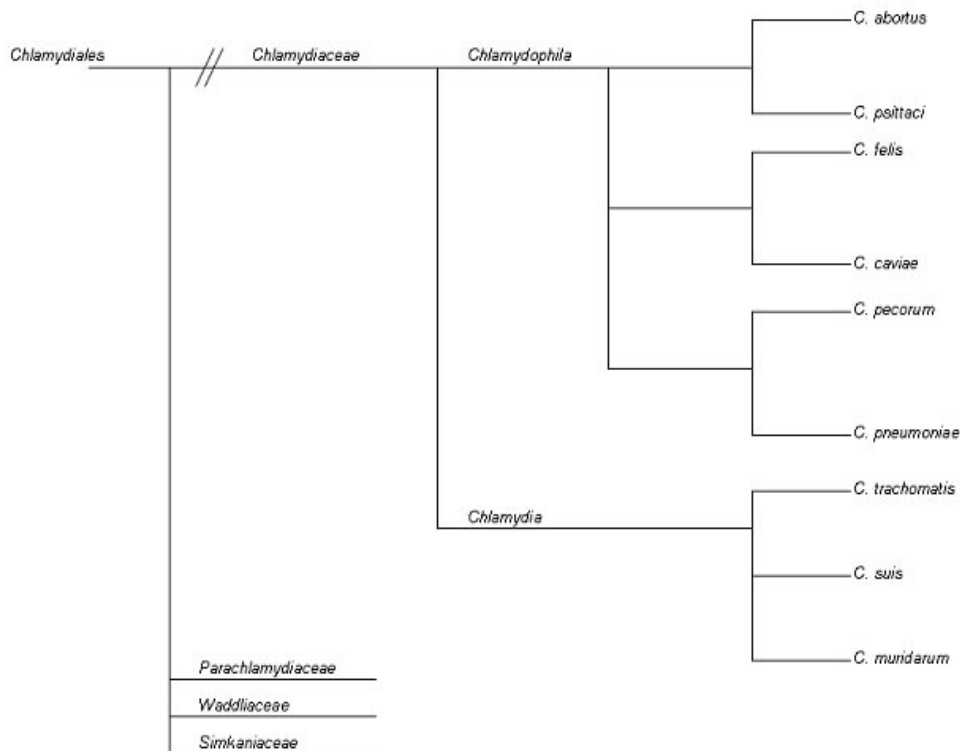 C. abortus
Chlamydiales
Chlamydiaceae
Chlamydophila
C. psittaci
C. felis
C. caviae
C. pecorum
C. pneumoniae
C. trachomatis
Chlamydia
C. suis
C. muridarum
Parachlamydiaceae
Waddliaceae
Simkaniaceae